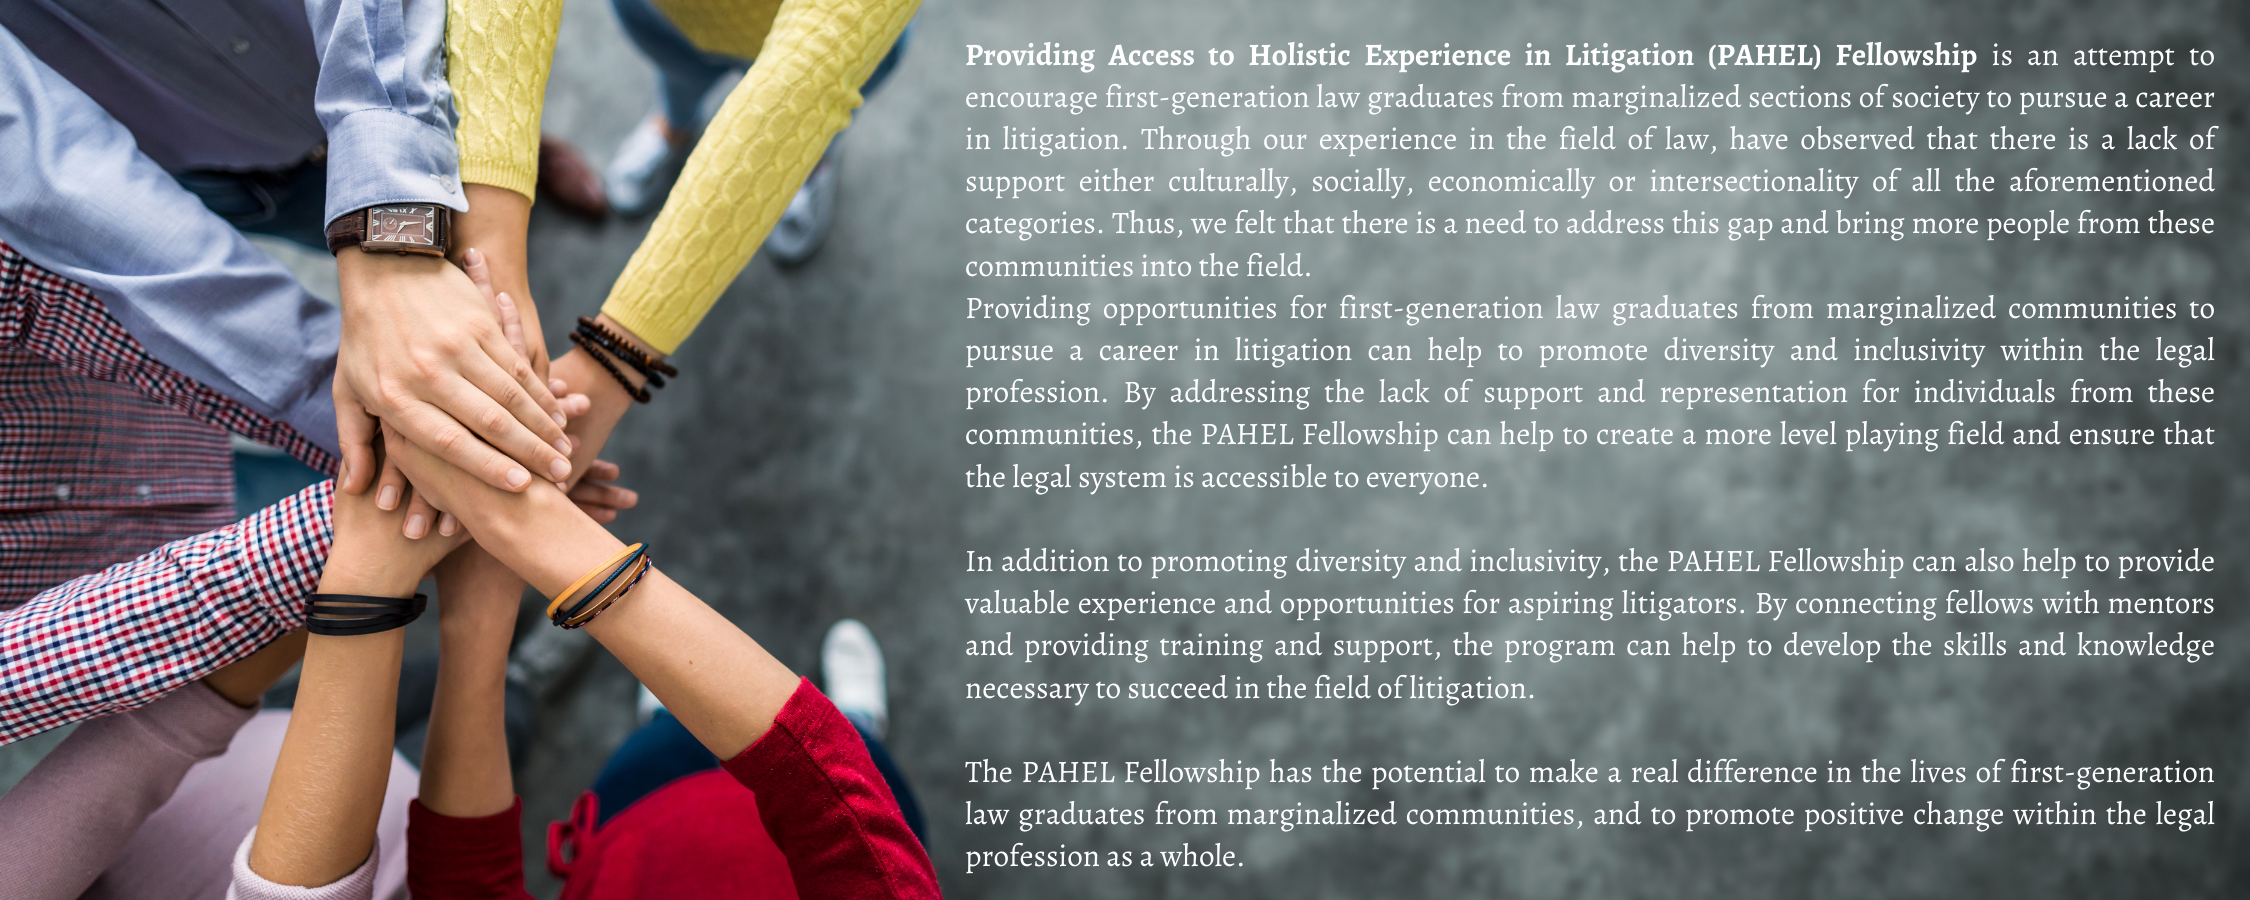 Providing Access to Holistic Experience in Litigation (PAHEL) Fellowship is an attempt to
encourage first-generation law graduates from marginalized sections of society to pursue a career
in litigation. Through our experience in the field of law, have observed that there is a lack of
support either culturally, socially, economically or intersectionality of all the aforementioned
categories. Thus, we felt that there is a need to address this gap and bring more people from these
communities into the field.
Providing opportunities for first-generation law graduates from marginalized communities to
pursue a career in litigation can help to promote diversity and inclusivity within the legal
profession. By addressing the lack of support and representation for individuals from these
communities, the PAHEL Fellowship can help to create a more level playing field and ensure that
the legal system is accessible to everyone.
In addition to promoting diversity and inclusivity, the PAHEL Fellowship can also help to provide
valuable experience and opportunities for aspiring litigators. By connecting fellows with mentors
and providing training and support, the program can help to develop the skills and knowledge
necessary to succeed in the field of litigation.
The PAHEL Fellowship has the potential to make a real difference in the lives of first-generation
law graduates from marginalized communities, and to promote positive change within the legal
profession as a whole.